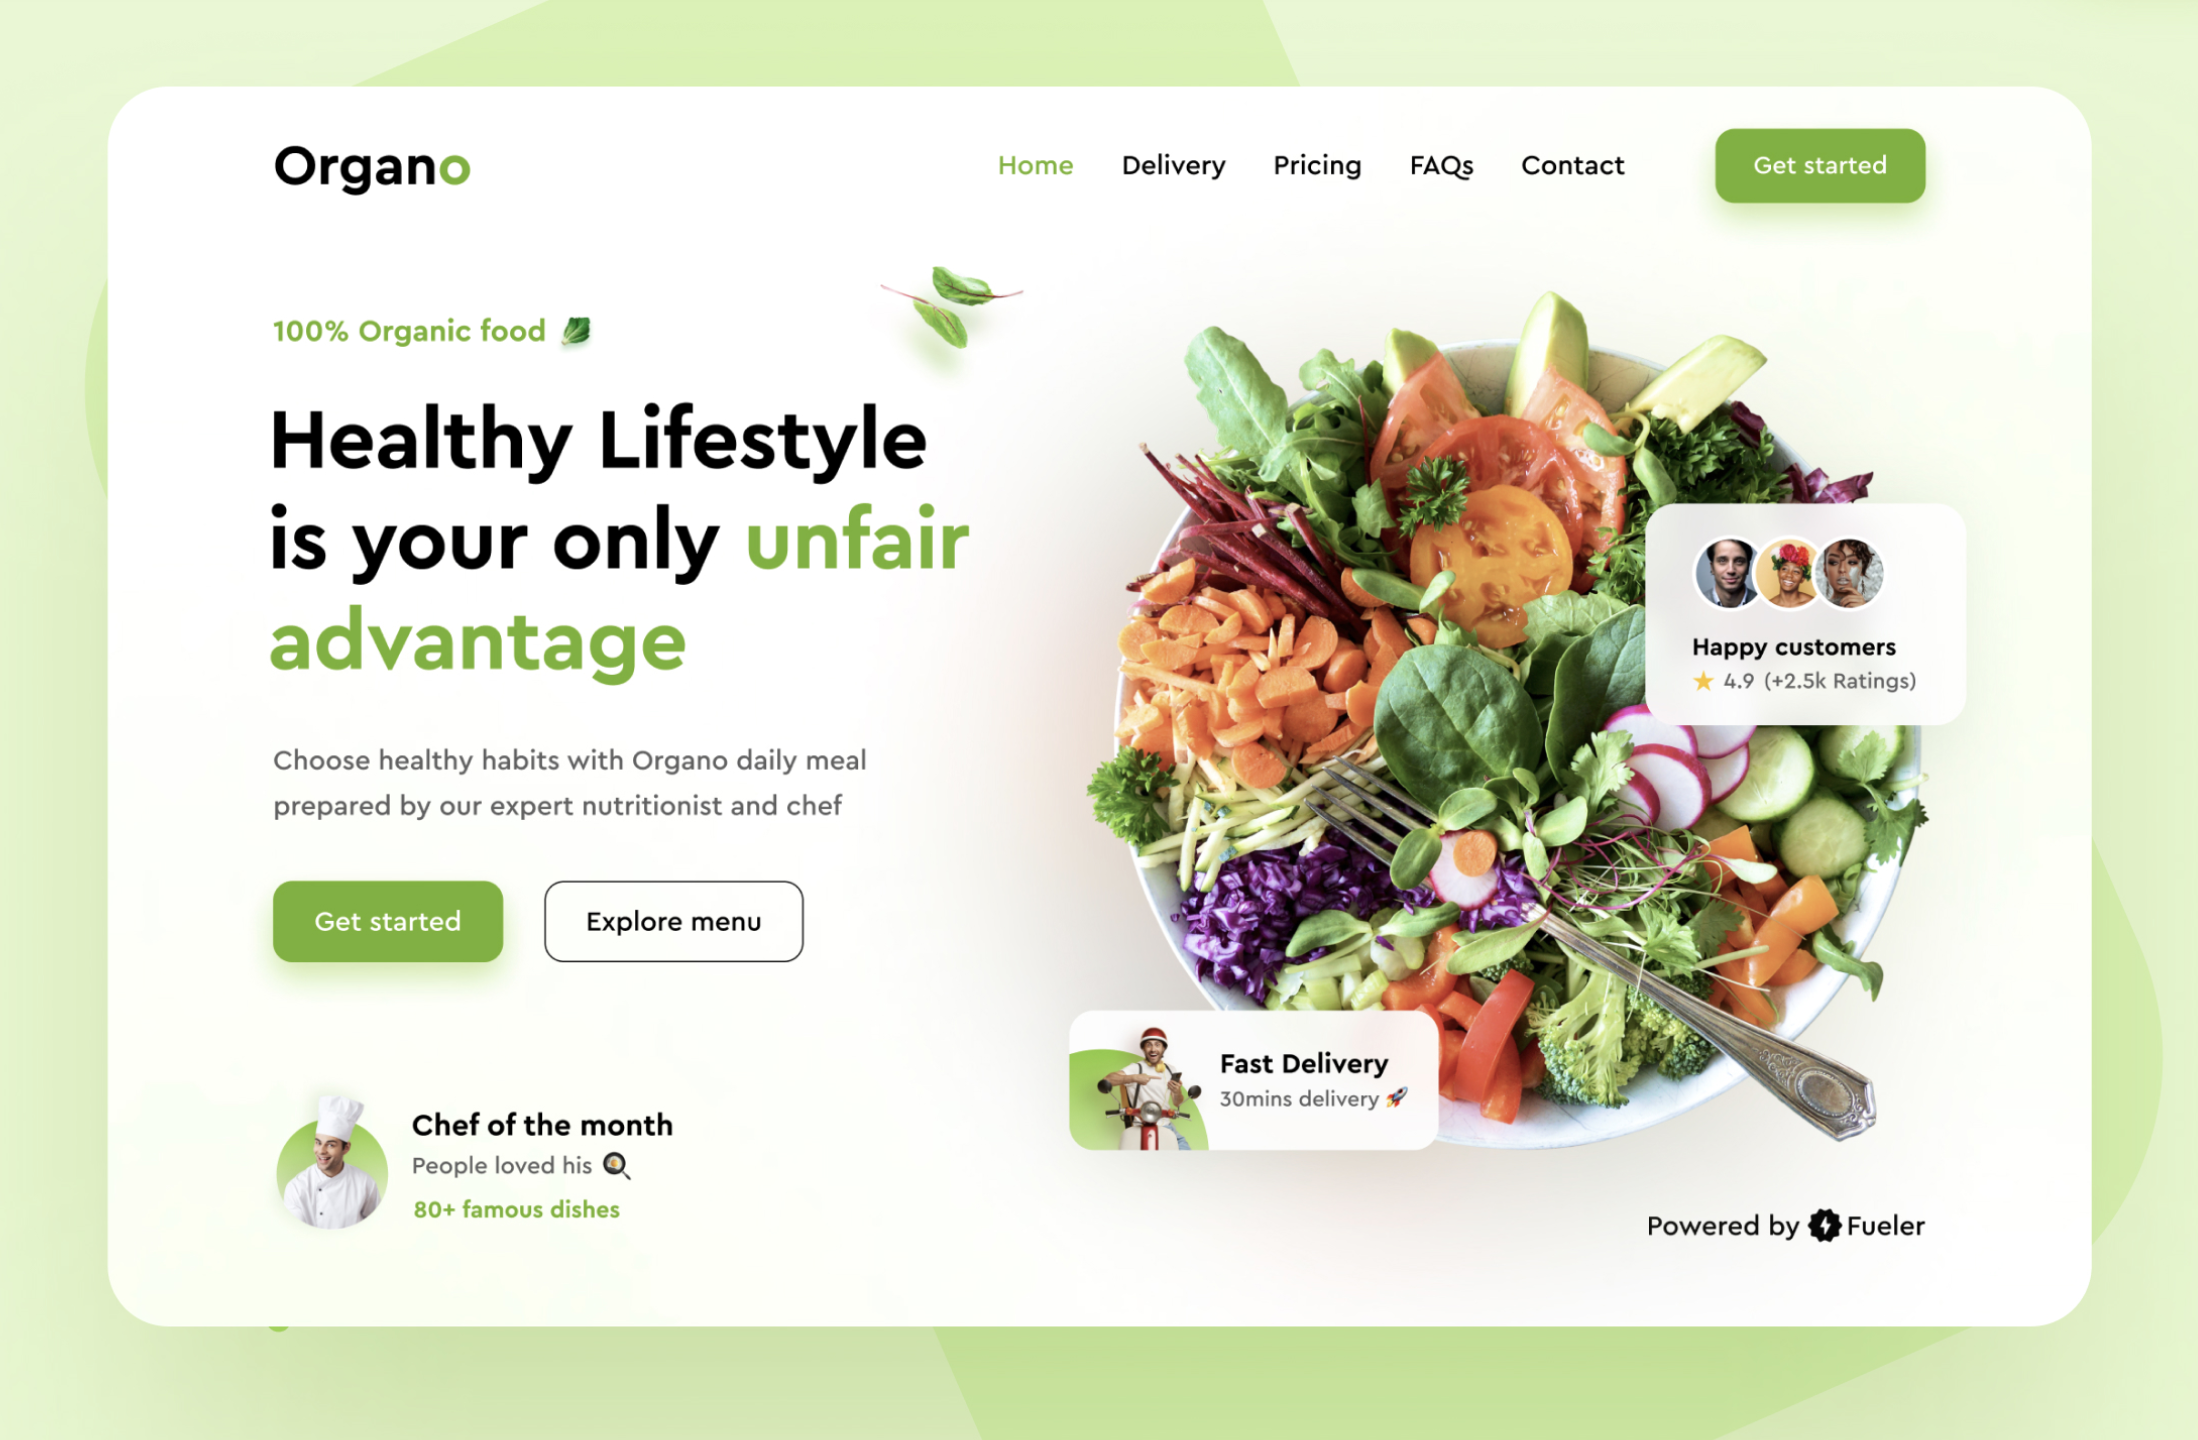 Organo
Home Delivery Pricing FAQs Contact Get started
100% Organic food
Healthy Lifestyle
is your only unfair
advantage
Choose healthy habits with Organo daily meal
prepared by our expert nutritionist and chef
Get started Explore menu
Happy customers
4.9 (+2.5k Ratings)
Fast Delivery
30mins delivery 🚀
Chef of the month
People loved his 🍳
80+ famous dishes
Powered by Fueler